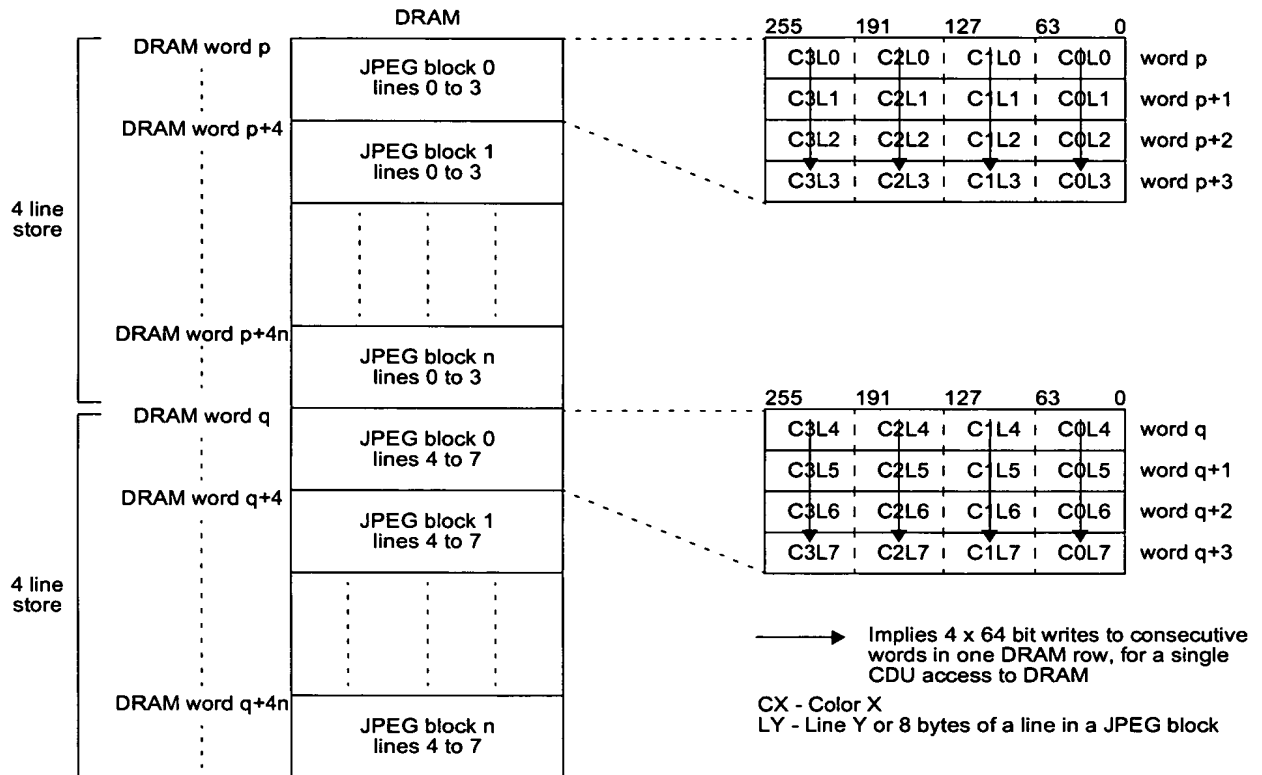 DRAM
DRAM word p
JPEG block 0
lines 0 to 3
DRAM word p+4
JPEG block 1
lines 0 to 3
4 line
store
DRAM word p+4n
JPEG block n
lines 0 to 3
255 191 127 63 0
C3L0 C2L0 C1L0 C0L0 word p
C3L1 C2L1 C1L1 C0L1 word p+1
C3L2 C2L2 C1L2 C0L2 word p+2
C3L3 C2L3 C1L3 C0L3 word p+3
DRAM word q
JPEG block 0
lines 4 to 7
DRAM word q+4
JPEG block 1
4 to 7
4 line
store
DRAM word q+4n
JPEG block n
lines 4 to 7
255 191 127 63 0
C3L4 C2L4 C1L4 C0L4 word q
C3L5 C2L5 C1L5 C0L5 word q+1
C3L6 C2L6 C1L6 C0L6 word q+2
C3L7 C2L7 C1L7 C0L7 word q+3
Implies 4 x 64 bit writes to consecutive
words in one DRAM row, for a single
CDU access to DRAM
CX - Color X
LY - Line Y or 8 bytes of a line in a JPEG block